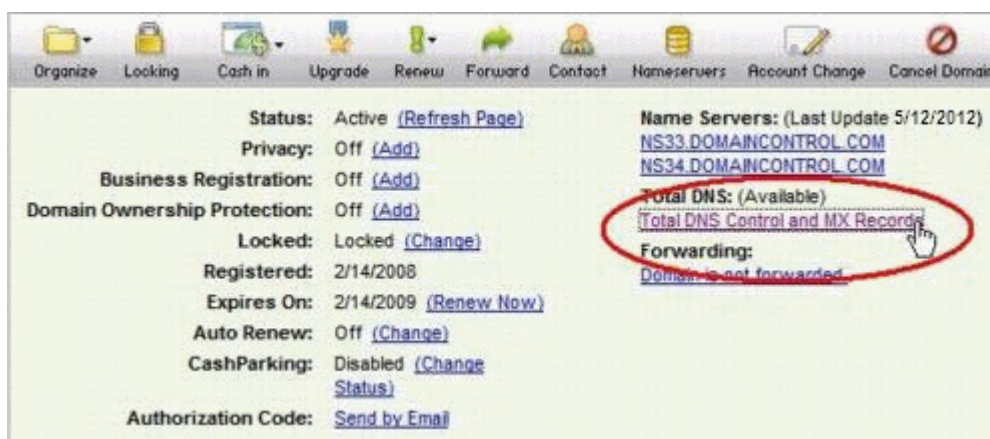 Organize Locking Cash in Upgrade Renew Forward Contact Nameservers Account Change Cancel Domain
Status: Active (Refresh Page)
Privacy: Off (Add)
Business Registration: Off (Add)
Domain Ownership Protection: Off (Add)
Locked: Locked (Change)
Registered: 2/14/2008
Expires On: 2/14/2009 (Renew Now)
Auto Renew: Off (Change)
CashParking: Disabled (Change
Status)
Authorization Code: Send by Email
Name Servers: (Last Update 5/12/2012)
NS33.DOMAINCONTROL.COM
NS34.DOMAINCONTROL.COM
Total DNS: (Available)
Total DNS Control and MX Records
Forwarding:
Domain is not forwarded.